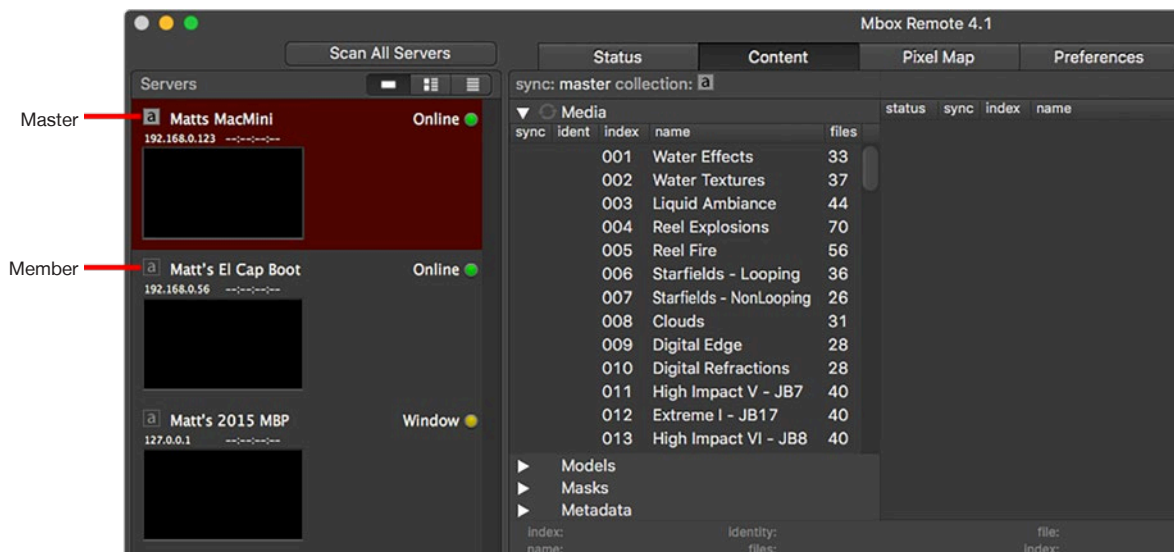 Mbox Remote 4.1
Scan All Servers
Status Content Pixel Map Preferences
Servers
sync: master collection: a
Master
a Matts MacMini Online
192.168.0.123 --:--:--:--
Member
a Matt's El Cap Boot Online
192.168.0.56 --:--:--:--
a Matt's 2015 MBP Window
127.0.0.1 --:--:--:--
Media
sync ident index name files
001 Water Effects 33
002 Water Textures 37
003 Liquid Ambiance 44
004 Reel Explosions 70
005 Reel Fire 56
006 Starfields - Looping 36
007 Starfields - NonLooping 26
008 Clouds 31
009 Digital Edge 28
010 Digital Refractions 28
011 High Impact V - JB7 40
012 Extreme I - JB17 40
013 High Impact VI - JB8 40
Models
Masks
Metadata
status sync index name
index: identity: file:
name: files: index: